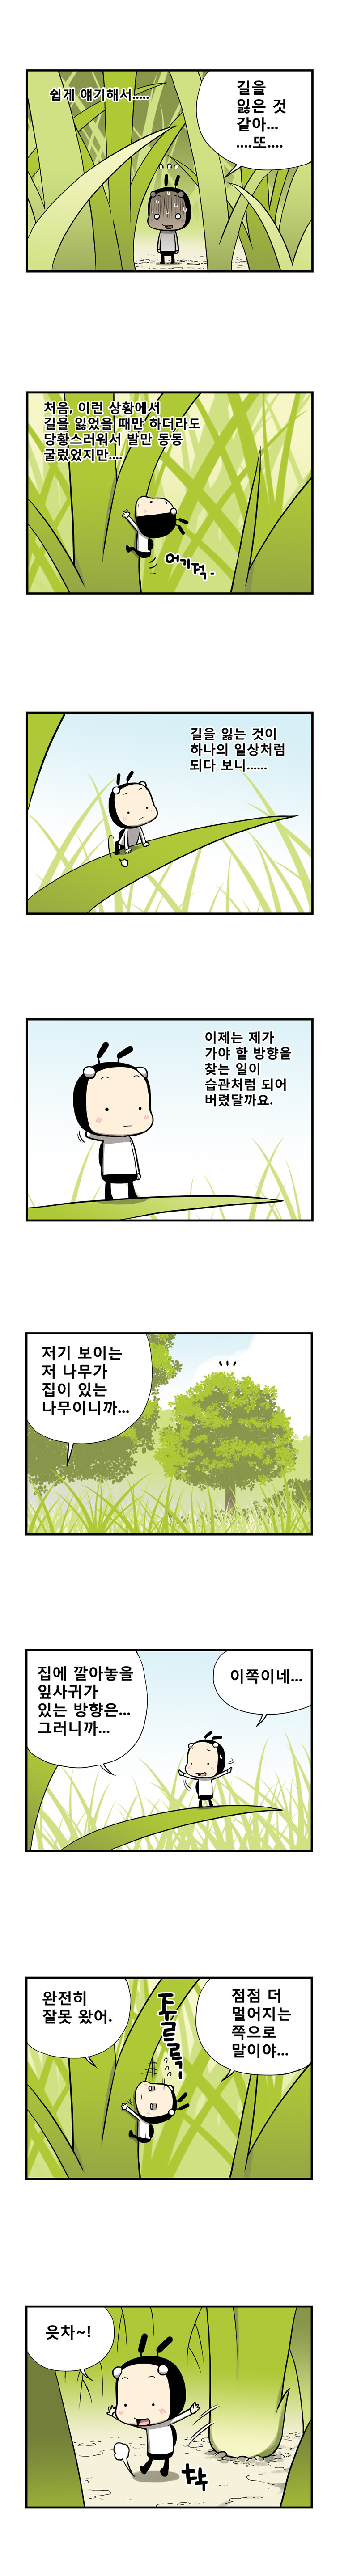 쉽게 얘기해서.....
길을
잃은 것
같아...
....또....
처음, 이런 상황에서
길을 잃었을 때만 하더라도
당황스러워서 발만 동동
굴렀었지만....
어기적-
길을 잃는 것이
하나의 일상처럼
되다 보니......
이제는 제가
가야 할 방향을
찾는 일이
습관처럼 되어
버렸달까요.
저기 보이는
저 나무가
집이 있는
나무이니까...
집에 깔아놓을
잎사귀가
있는 방향은...
그러니까...
이쪽이네...
완전히
잘못 왔어.
점점 더
멀어지는
쪽으로
말이야...
웃차~!